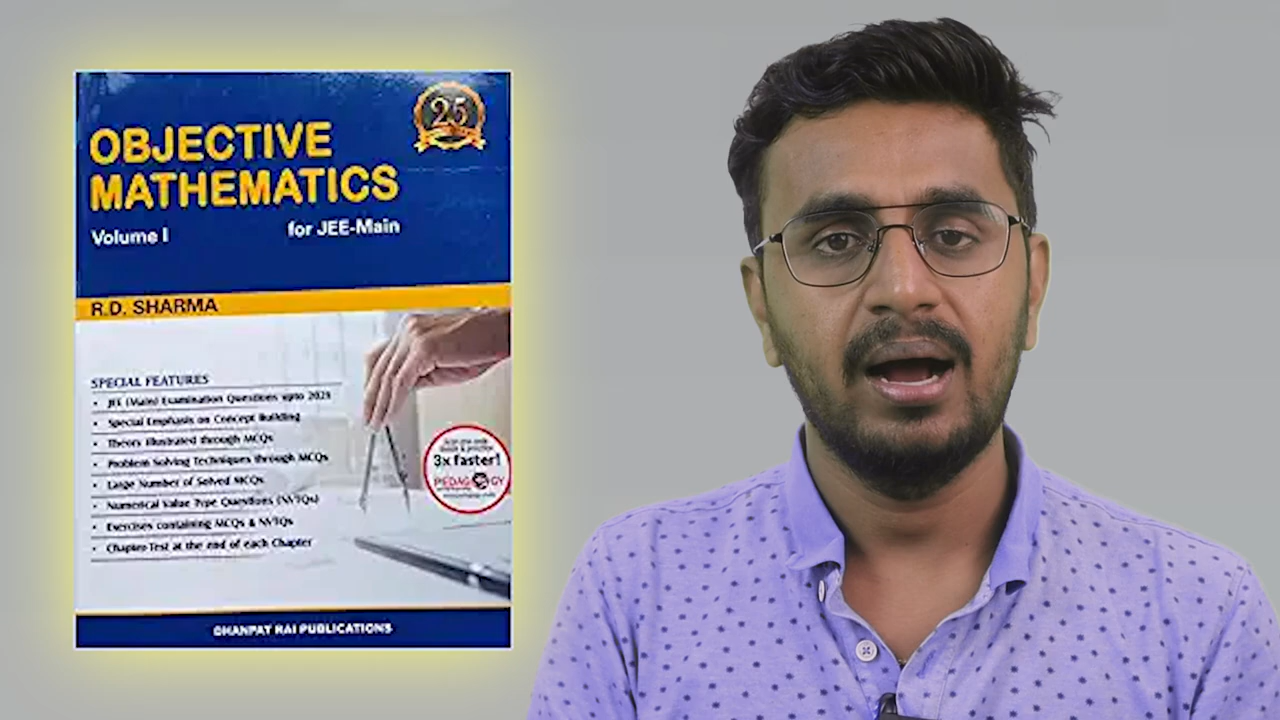 25
OBJECTIVE
MATHEMATICS
Volume I for JEE-Main
R.D. SHARMA
SPECIAL FEATURES
• JEE (Main) Examination Questions upto 2021
• Special Emphasis on Concept Building
• Theory Illustrated through MCQs
• Problem Solving Techniques through MCQs
• Large Number of Solved MCQs
• Numerical Value Type Questions (NVTQs)
• Exercises containing MCQs & NVTQs
• Chapter-Test at the end of each Chapter
3x faster!
PEDAGOGY
DHANPAT RAI PUBLICATIONS